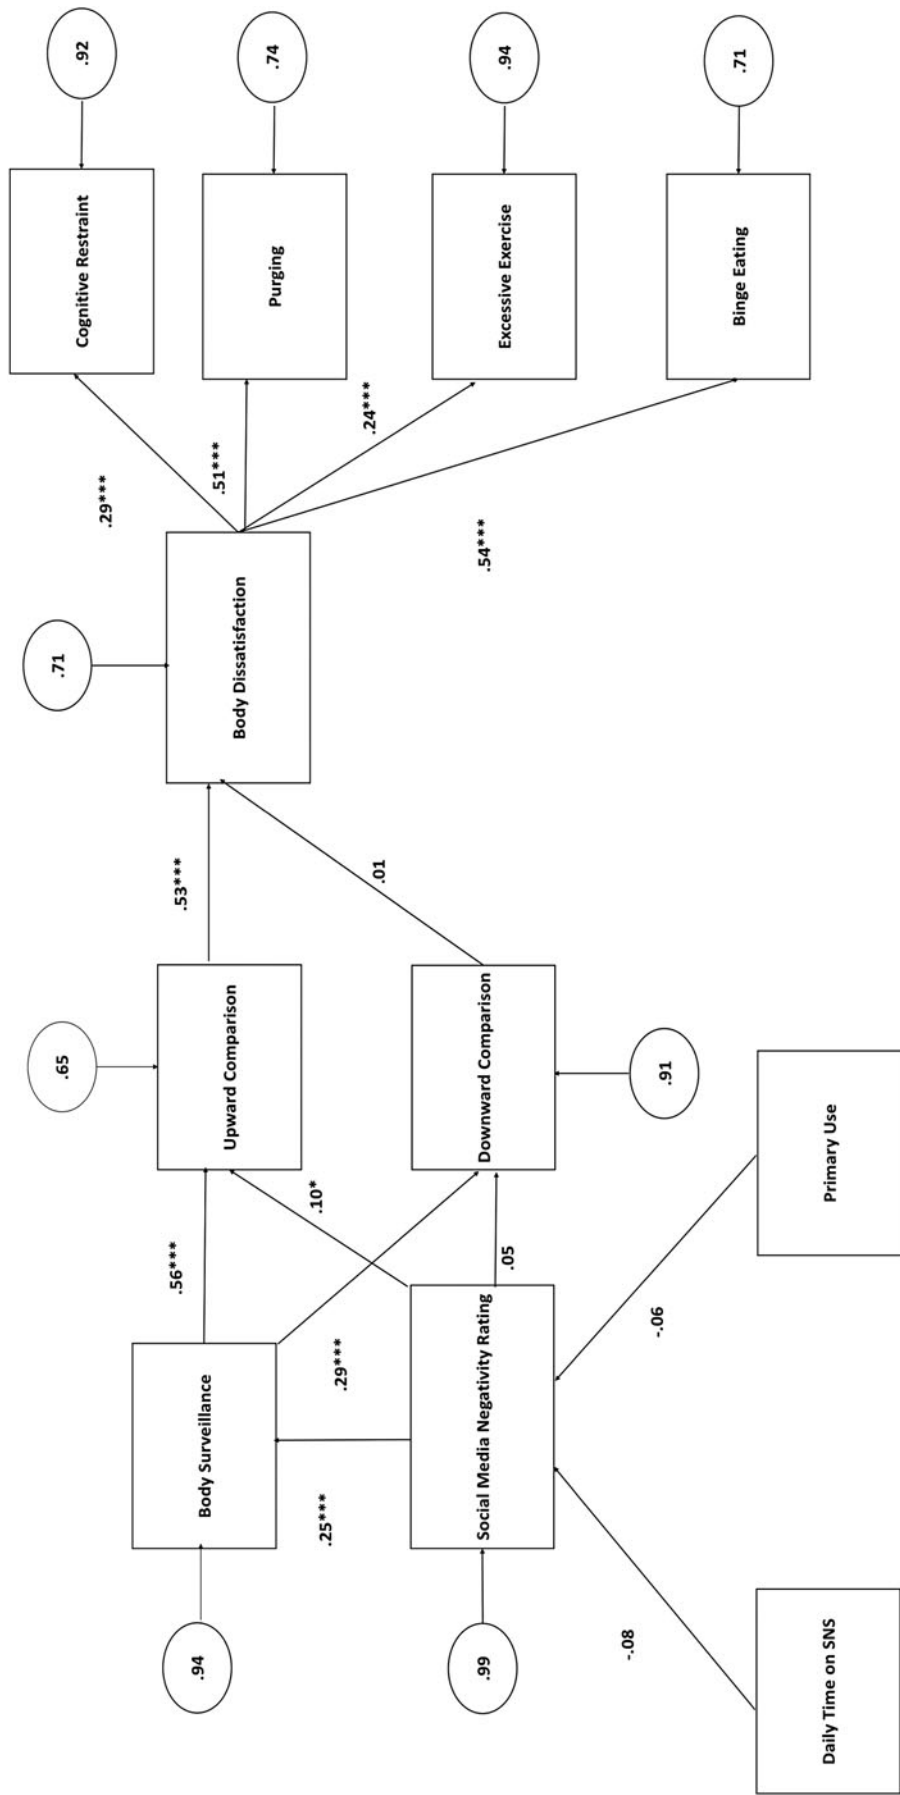 .94
Body Surveillance
.56***
.65
Upward Comparison
.53***
.71
Body Dissatisfaction
.29***
Cognitive Restraint
.92
.51***
Purging
.74
.24***
Excessive Exercise
.94
.54***
Binge Eating
.71
.25***
.29***
.10*
.99
Social Media Negativity Rating
.05
Downward Comparison
.01
.91
-.08
-.06
Daily Time on SNS
Primary Use